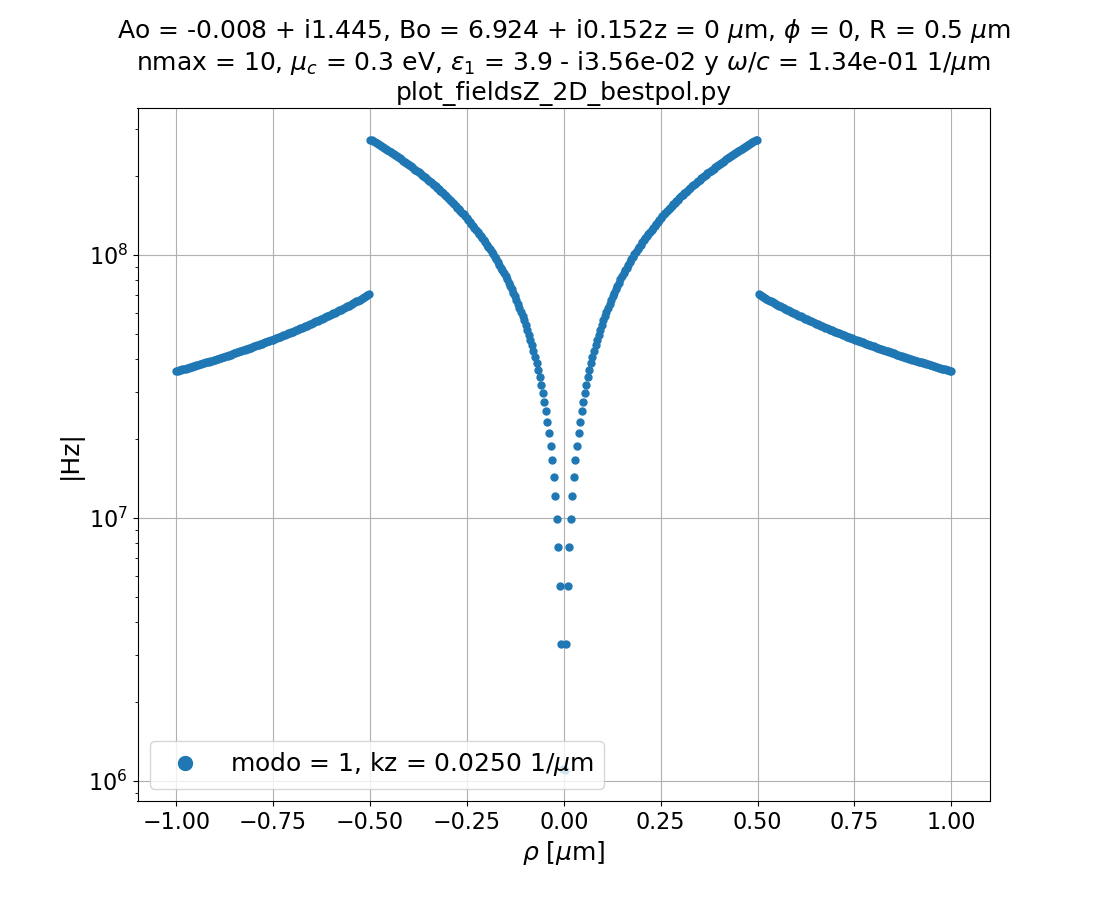 Ao = -0.008 + i1.445, Bo = 6.924 + i0.152z = 0 μm, ϕ = 0, R = 0.5 μm
nmax = 10, μc = 0.3 eV, ε1 = 3.9 - i3.56e-02 y ω/c = 1.34e-01 1/μm
plot_fieldsZ_2D_bestpol.py
|Hz|
10^8
10^7
10^6
modo = 1, kz = 0.0250 1/μm
−1.00 −0.75 −0.50 −0.25 0.00 0.25 0.50 0.75 1.00
ρ [μm]